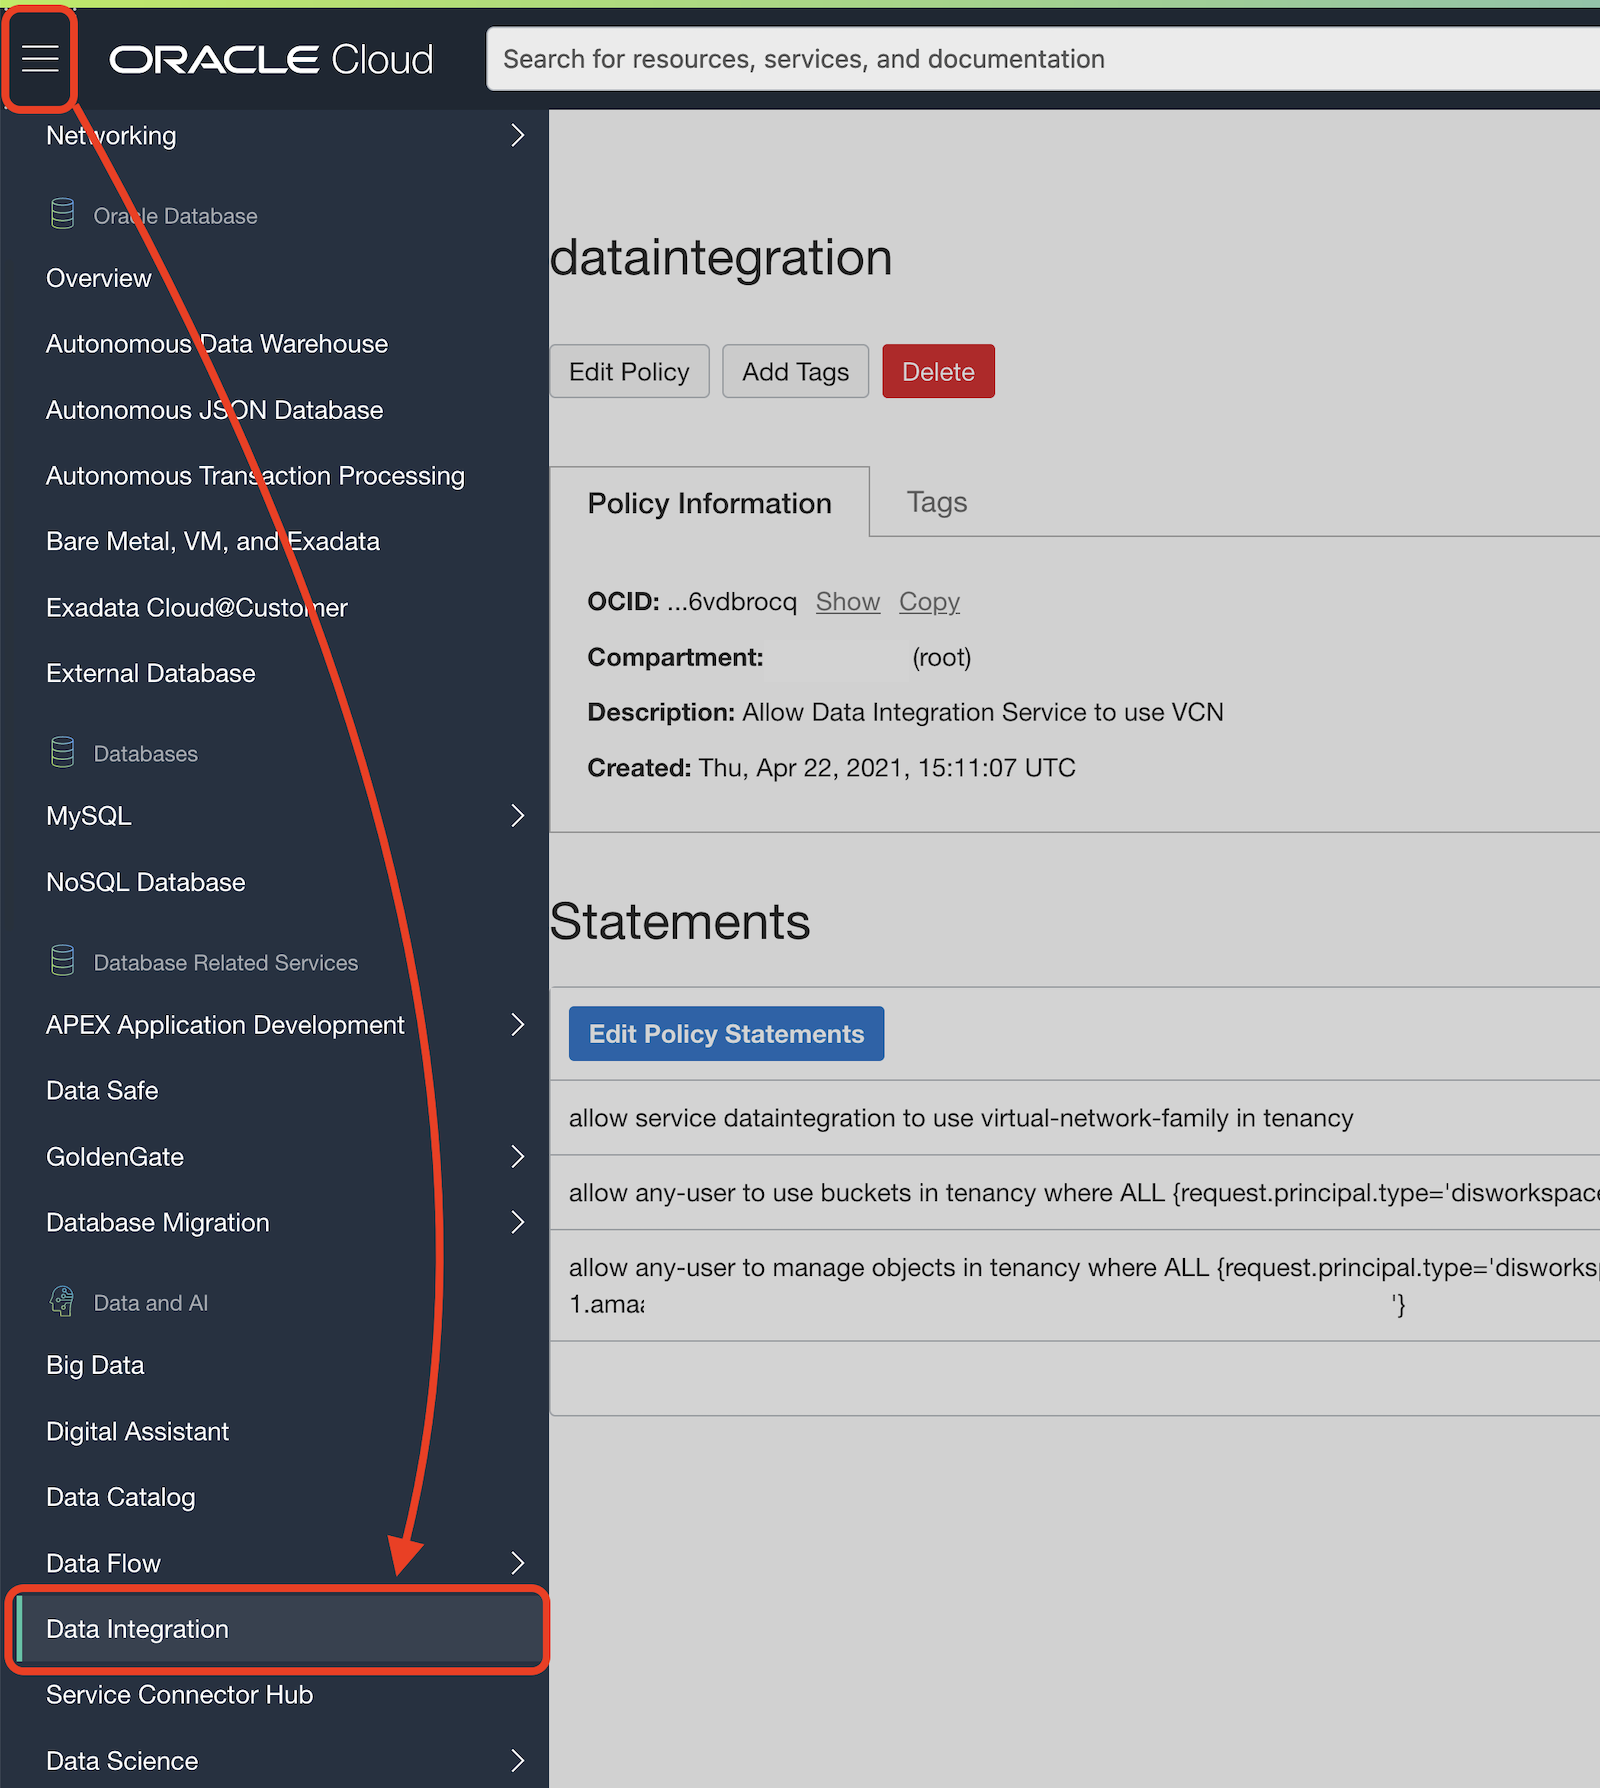 ORACLE Cloud
Search for resources, services, and documentation
Networking
Oracle Database
Overview
Autonomous Data Warehouse
Autonomous JSON Database
Autonomous Transaction Processing
Bare Metal, VM, and Exadata
Exadata Cloud@Customer
External Database
Databases
MySQL
NoSQL Database
Database Related Services
APEX Application Development
Data Safe
GoldenGate
Database Migration
Data and AI
Big Data
Digital Assistant
Data Catalog
Data Flow
Data Integration
Service Connector Hub
Data Science
dataintegration
Edit Policy Add Tags Delete
Policy Information Tags
OCID: ...6vdbrocq Show Copy
Compartment: (root)
Description: Allow Data Integration Service to use VCN
Created: Thu, Apr 22, 2021, 15:11:07 UTC
Statements
Edit Policy Statements
allow service dataintegration to use virtual-network-family in tenancy
allow any-user to use buckets in tenancy where ALL {request.principal.type='disworkspace
allow any-user to manage objects in tenancy where ALL {request.principal.type='disworksp
1.amaa '}